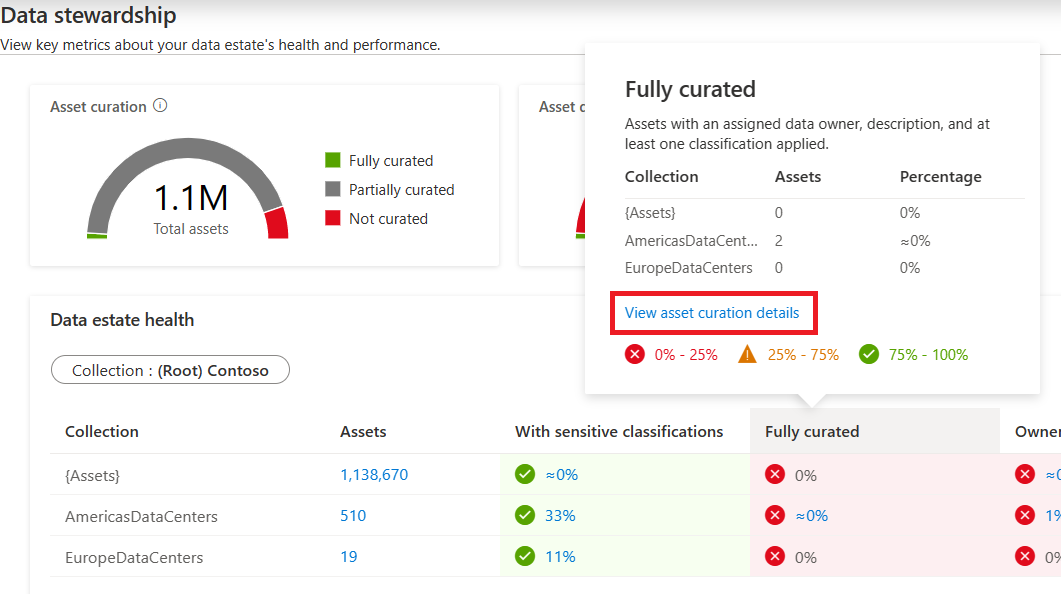 Data stewardship
View key metrics about your data estate's health and performance.
Asset curation
1.1M
Total assets
Fully curated
Partially curated
Not curated
Asset
Fully curated
Assets with an assigned data owner, description, and at
least one classification applied.
Collection Assets Percentage
{Assets} 0 0%
AmericasDataCent... 2 ≈0%
EuropeDataCenters 0 0%
View asset curation details
0% - 25% 25% - 75% 75% - 100%
Data estate health
Collection : (Root) Contoso
Collection Assets With sensitive classifications Fully curated Owner
{Assets} 1,138,670 ≈0% 0%
AmericasDataCenters 510 33% ≈0% 1%
EuropeDataCenters 19 11% 0% 0%